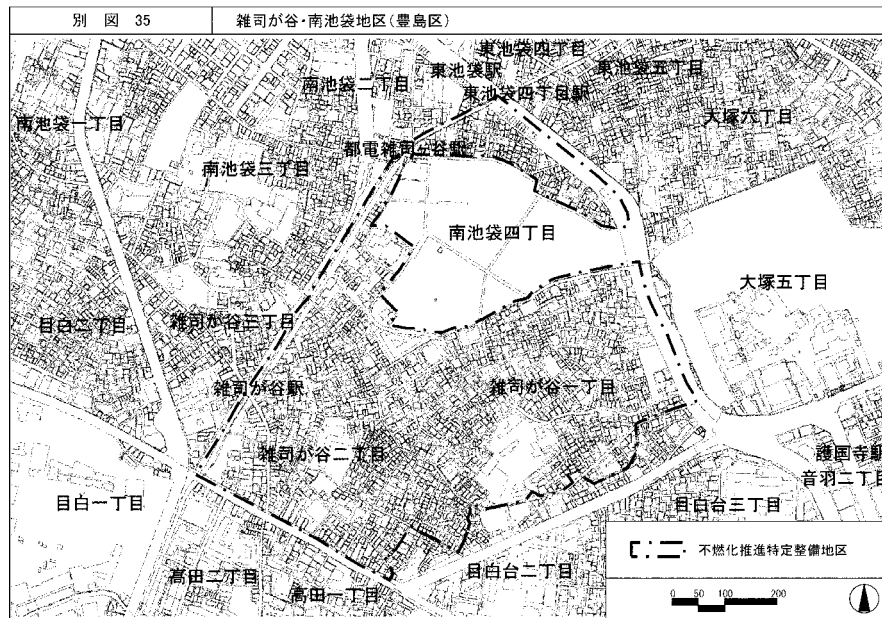 別 図 35
雑司が谷・南池袋地区(豊島区)
東池袋四丁目
東池袋駅
東池袋五丁目
南池袋二丁目
東池袋四丁目駅
大塚六丁目
南池袋一丁目
都電雑司ヶ谷駅
南池袋三丁目
南池袋四丁目
大塚五丁目
目白二丁目
雑司が谷三丁目
雑司が谷駅
雑司が谷一丁目
雑司が谷二丁目
護国寺駅
音羽二丁目
目白一丁目
目白台三丁目
不燃化推進特定整備地区
高田二丁目
目白台二丁目
高田一丁目
0 50 100 200